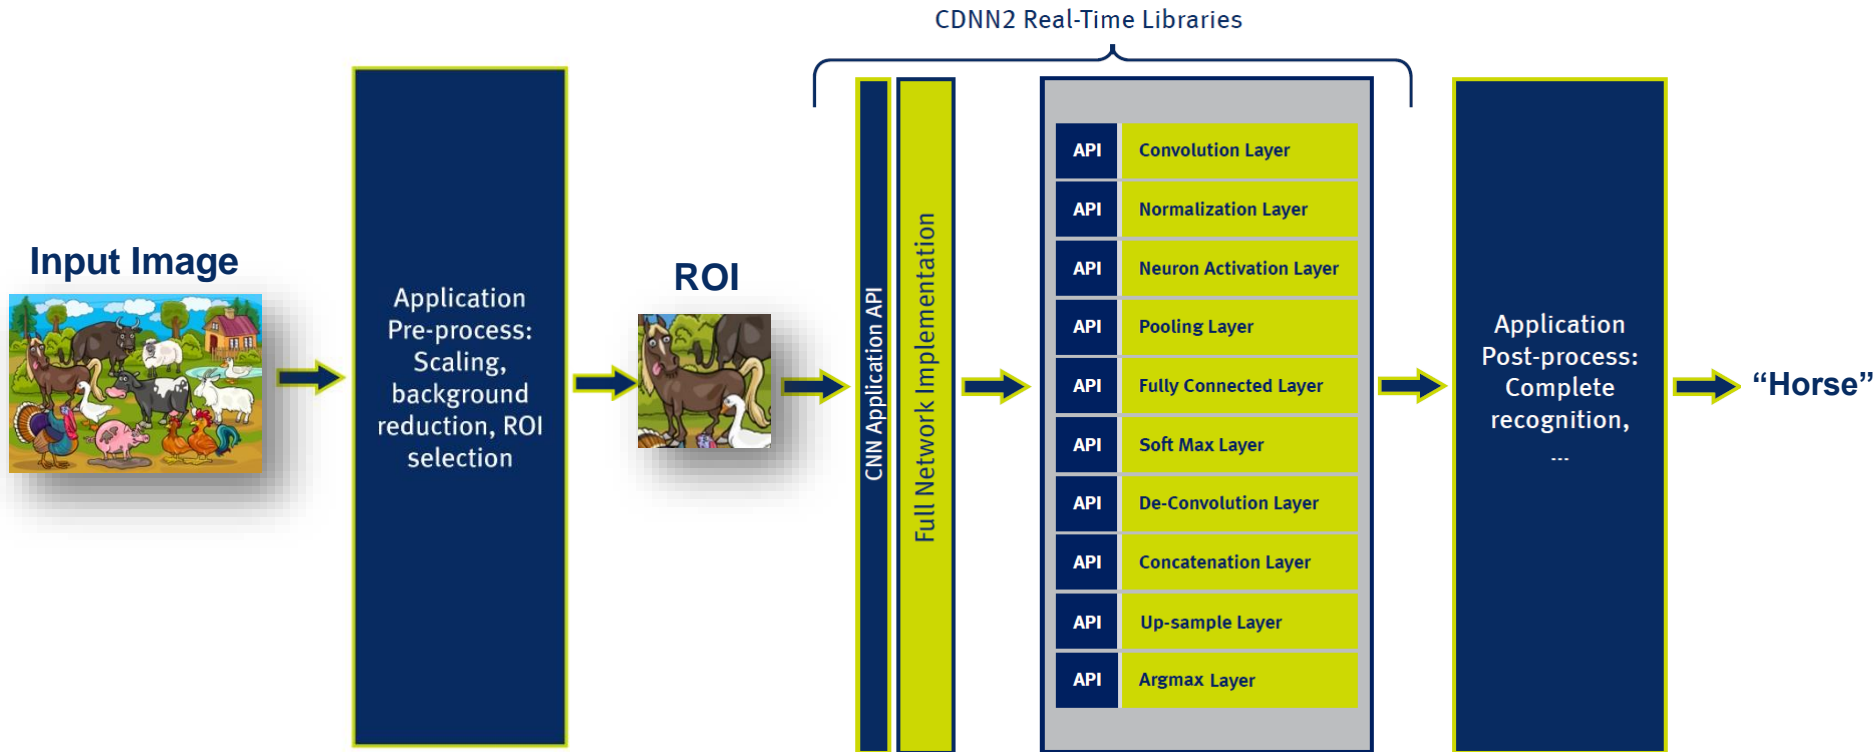 CDNN2 Real-Time Libraries
Input Image
Application
Pre-process:
Scaling,
background
reduction, ROI
selection
ROI
CNN Application API
Full Network Implementation
API Convolution Layer
API Normalization Layer
API Neuron Activation Layer
API Pooling Layer
API Fully Connected Layer
API Soft Max Layer
API De-Convolution Layer
API Concatenation Layer
API Up-sample Layer
API Argmax Layer
Application
Post-process:
Complete
recognition,
...
“Horse”